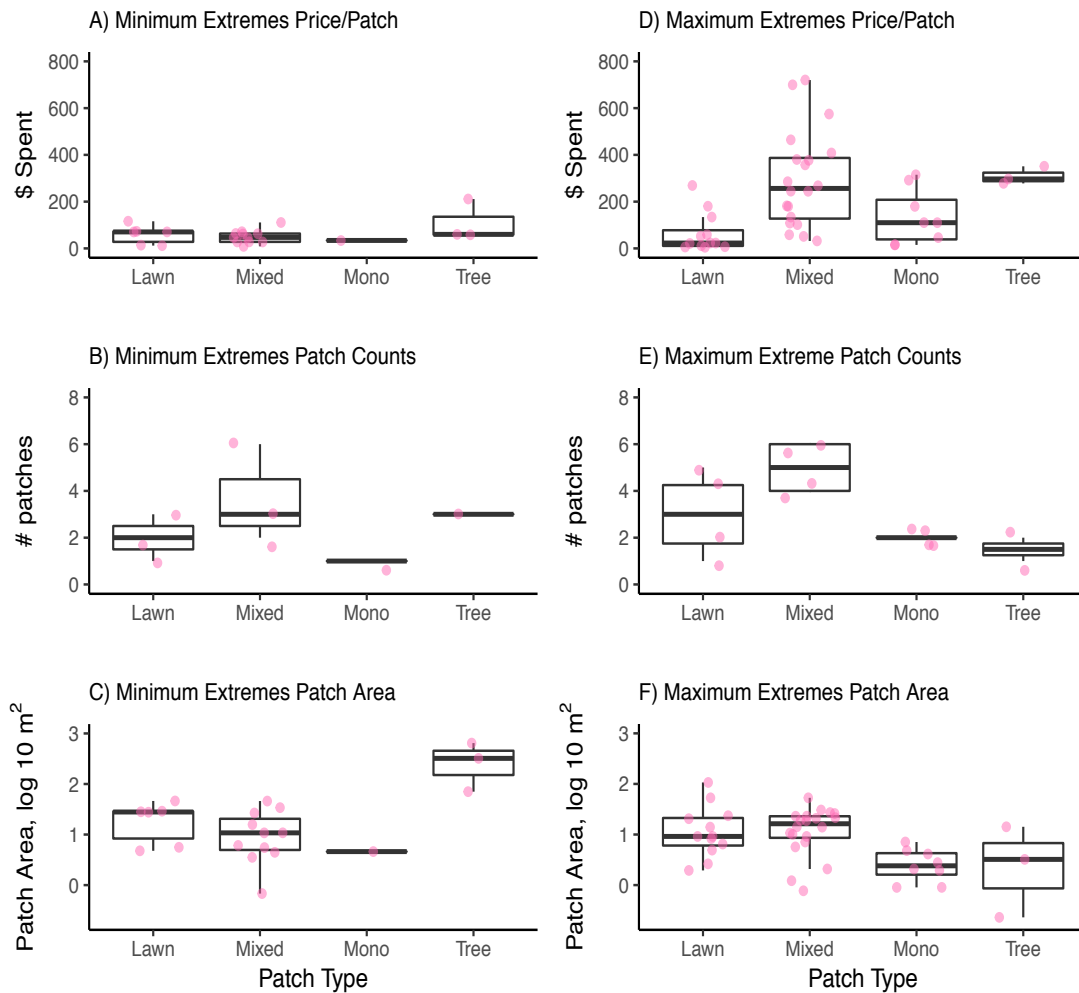 A) Minimum Extremes Price/Patch
$ Spent
800
600
400
200
0
Lawn Mixed Mono Tree
D) Maximum Extremes Price/Patch
$ Spent
800
600
400
200
0
Lawn Mixed Mono Tree
B) Minimum Extremes Patch Counts
# patches
8
6
4
2
0
Lawn Mixed Mono Tree
E) Maximum Extreme Patch Counts
# patches
8
6
4
2
0
Lawn Mixed Mono Tree
C) Minimum Extremes Patch Area
Patch Area, log 10 m²
3
2
1
0
Lawn Mixed Mono Tree
Patch Type
F) Maximum Extremes Patch Area
Patch Area, log 10 m²
3
2
1
0
Lawn Mixed Mono Tree
Patch Type